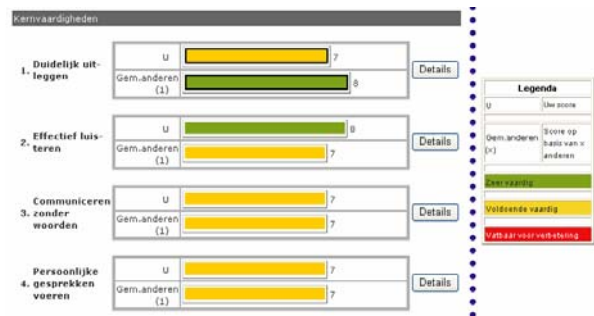 Kernvaardigheden
1. Duidelijk uit-
leggen
U 7
Gem.anderen
(1) 8
Details
2. Effectief luis-
teren
U 8
Gem.anderen
(1) 7
Details
Communiceren
3. zonder
woorden
U 7
Gem.anderen
(1) 7
Details
Persoonlijke
4. gesprekken
voeren
U 7
Gem.anderen
(1) 7
Details
Legenda
U Uw score
Gem.anderen
(x)
Score op
basis van x
anderen
Zeer vaardig
Voldoende vaardig
Vatbaar voor verbetering